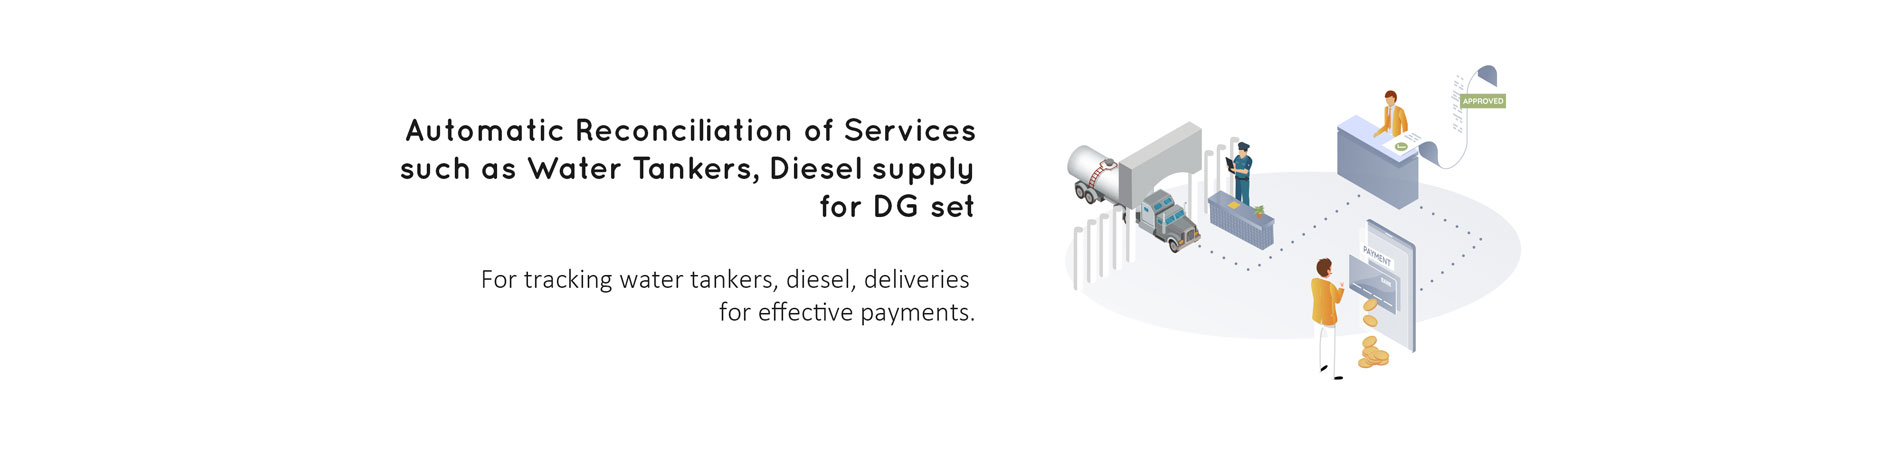 Automatic Reconciliation of Services
such as Water Tankers, Diesel supply
for DG set
For tracking water tankers, diesel, deliveries
for effective payments.
APPROVED
PAYMENT